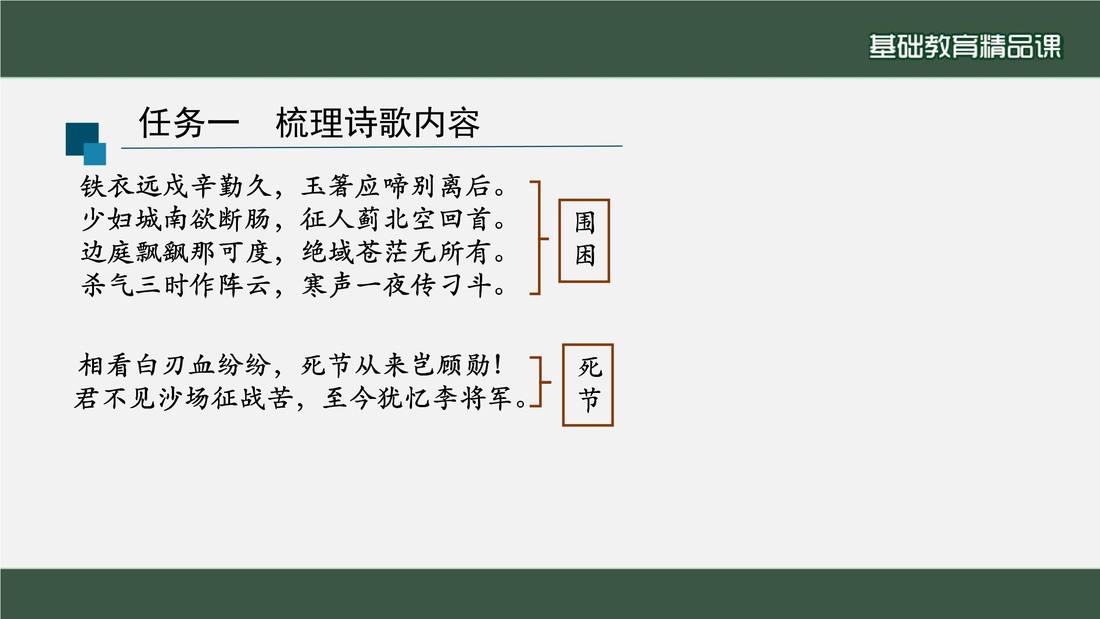 基础教育精品课
任务一 梳理诗歌内容
铁衣远戍辛勤久，玉箸应啼别离后。
少妇城南欲断肠，征人蓟北空回首。
边庭飘飖那可度，绝域苍茫无所有。
杀气三时作阵云，寒声一夜传刁斗。
围困
相看白刃血纷纷，死节从来岂顾勋！
君不见沙场征战苦，至今犹忆李将军。
死节